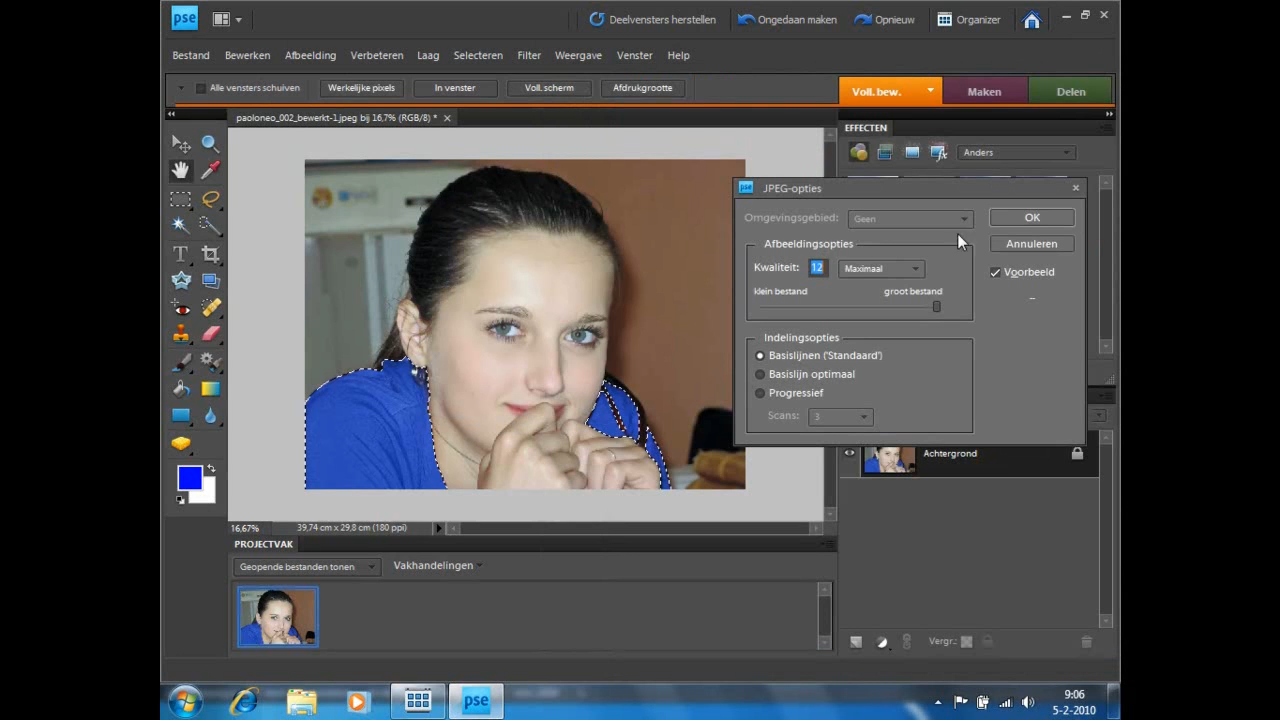 pse Deelvensters herstellen Ongedaan maken Opnieuw Organizer
Bestand Bewerken Afbeelding Verbeteren Laag Selecteren Filter Weergave Venster Help
Alle vensters schuiven Werkelijke pixels In venster Voll. scherm Afdrukgrootte Voll. bew. Maken Delen
paoloneo_002_bewerkt-1.jpeg bij 16,7% (RGB/8) *
EFFECTEN
Anders
pse JPEG-opties
Omgevingsgebied: Geen OK
Afbeeldingsopties Annuleren
Kwaliteit: 12 Maximaal Voorbeeld
klein bestand groot bestand
Indelingsopties
Basislijnen ('Standaard')
Basislijn optimaal
Progressief
Scans: 3
Achtergrond
16,67% 39,74 cm x 29,8 cm (180 ppi)
PROJECTVAK
Geopende bestanden tonen Vakhandelingen
Vergr.:
pse
9:06
5-2-2010